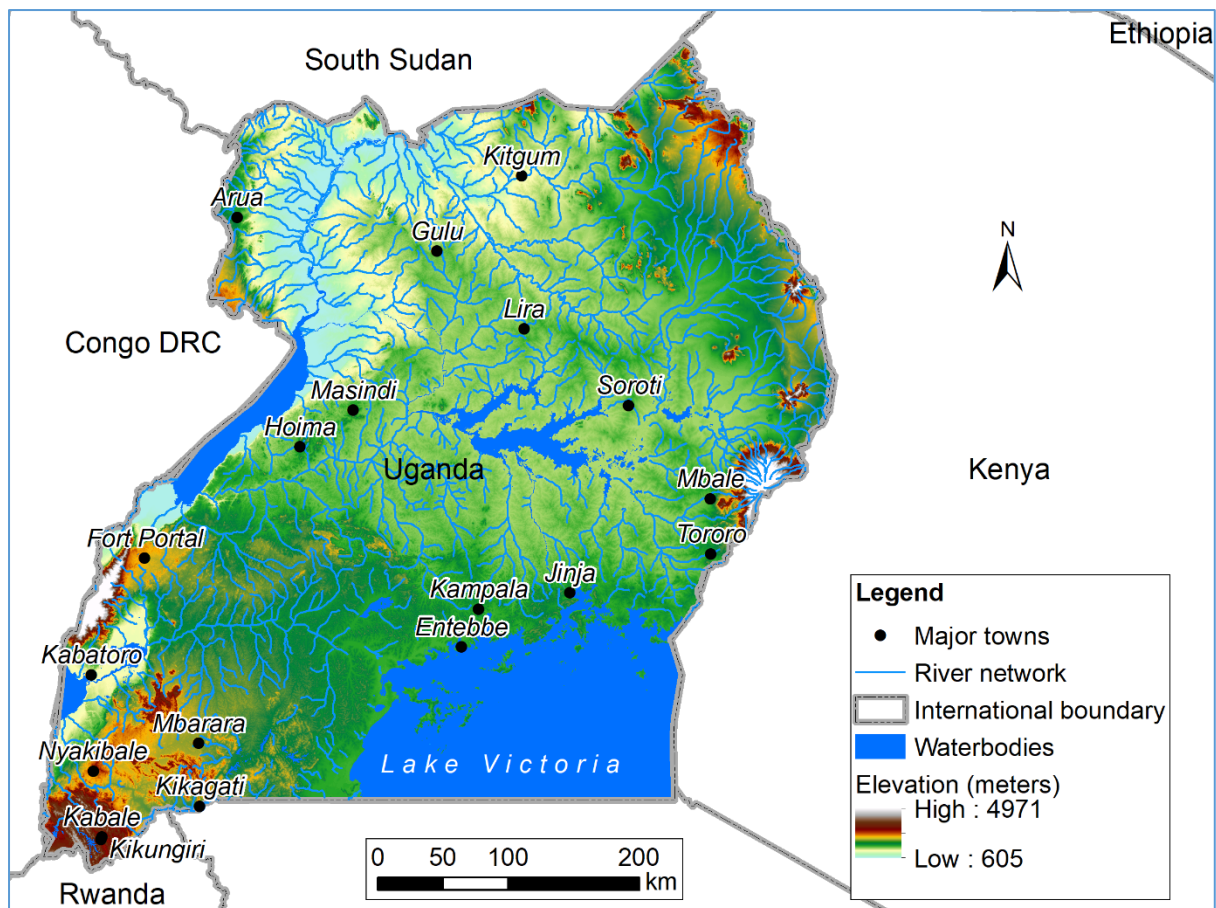 Ethiopia
South Sudan
Kitgum
Arua
Gulu
N
Lira
Congo DRC
Masindi
Soroti
Hoima
Uganda
Kenya
Mbale
Fort Portal
Tororo
Jinja
Kampala
Entebbe
Kabatoro
Mbarara
Nyakibale
Lake Victoria
Kikagati
Kabale
Kikungiri
Rwanda
0 50 100 200
km
Legend
Major towns
River network
International boundary
Waterbodies
Elevation (meters)
High : 4971
Low : 605